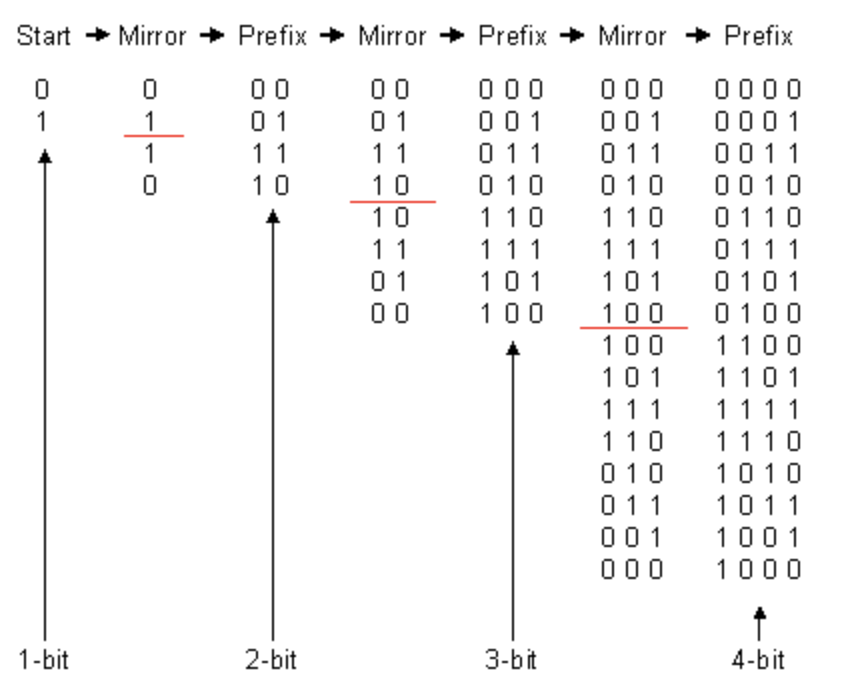 Start → Mirror → Prefix → Mirror → Prefix → Mirror → Prefix
0 0 0 0 0 0 0 0 0 0 0 0 0 0 0 0
1 1 0 1 0 1 0 0 1 0 0 1 0 0 0 1
1 1 1 1 1 0 1 1 0 1 1 0 0 1 1
0 1 0 1 0 0 1 0 0 1 0 0 0 1 0
1 0 1 1 0 1 1 0 0 1 1 0
1 1 1 1 1 1 1 1 0 1 1 1
0 1 1 0 1 1 0 1 0 1 0 1
0 0 1 0 0 1 0 0 0 1 0 0
1 0 0 1 1 0 0
1 0 1 1 1 0 1
1 1 1 1 1 1 1
1 1 0 1 1 1 0
0 1 0 1 0 1 0
0 1 1 1 0 1 1
0 0 1 1 0 0 1
0 0 0 1 0 0 0
1-bit 2-bit 3-bit 4-bit